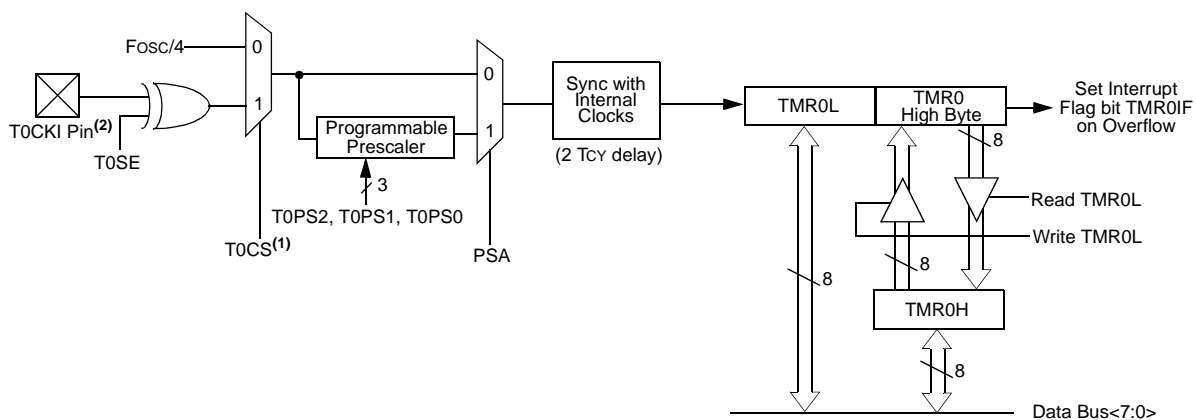 FOSC/4
0
1
T0CKI Pin(2)
T0SE
T0CS(1)
Programmable
Prescaler
3
T0PS2, T0PS1, T0PS0
0
1
PSA
Sync with
Internal
Clocks
(2 TCY delay)
TMR0L
TMR0
High Byte
Set Interrupt
Flag bit TMR0IF
on Overflow
8
Read TMR0L
Write TMR0L
8
8
TMR0H
8
Data Bus<7:0>